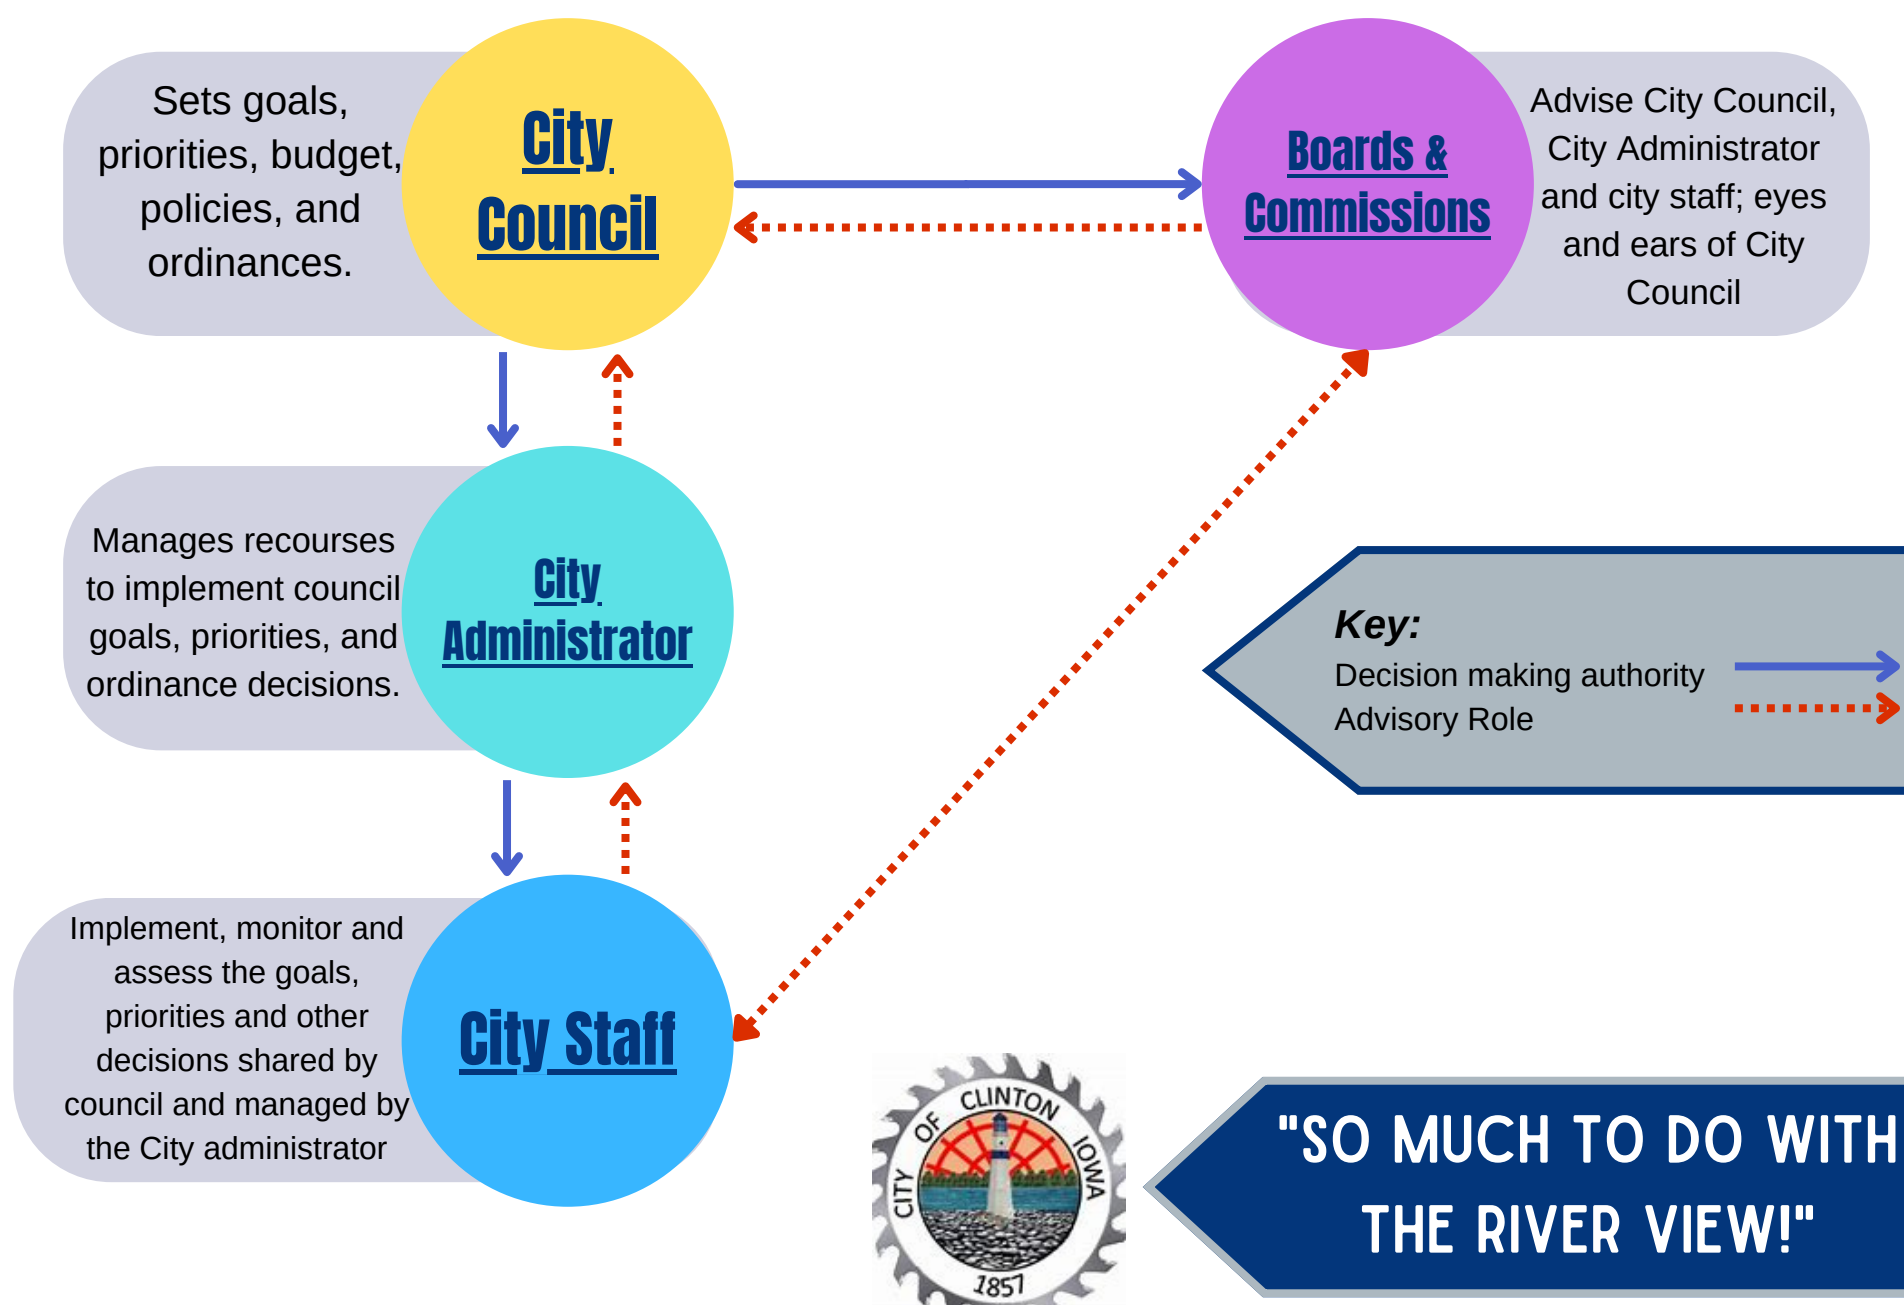 Sets goals,
priorities, budget,
policies, and
ordinances.
City
Council
Boards &
Commissions
Advise City Council,
City Administrator
and city staff; eyes
and ears of City
Council
Manages recourses
to implement council
goals, priorities, and
ordinance decisions.
City
Administrator
Key:
Decision making authority
Advisory Role
Implement, monitor and
assess the goals,
priorities and other
decisions shared by
council and managed by
the City administrator
City Staff
CITY OF CLINTON IOWA
1857
"SO MUCH TO DO WITH
THE RIVER VIEW!"